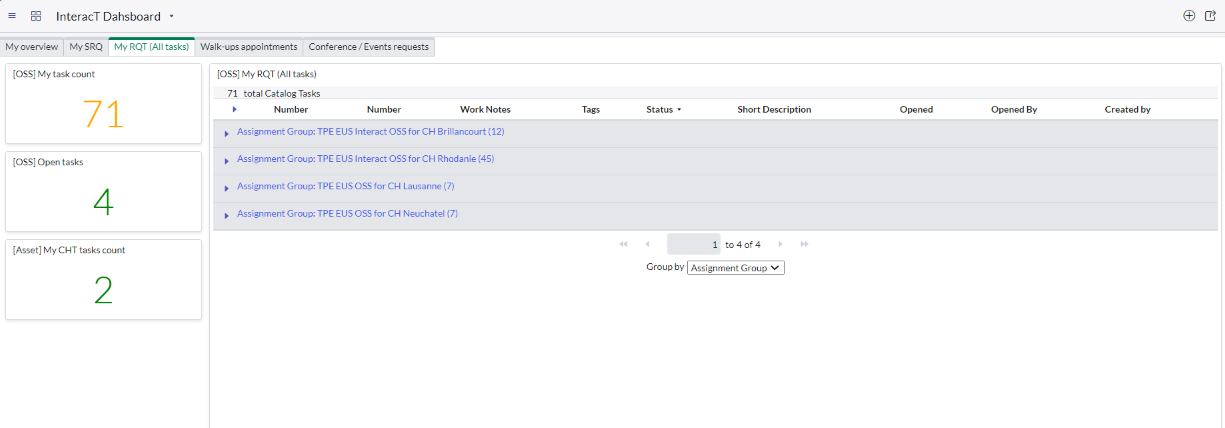 InteracT Dahsboard
My overview My SRQ My RQT (All tasks) Walk-ups appointments Conference / Events requests
[OSS] My task count
71
[OSS] Open tasks
4
[Asset] My CHT tasks count
2
[OSS] My RQT (All tasks)
71 total Catalog Tasks
Number Number Work Notes Tags Status Short Description Opened Opened By Created by
Assignment Group: TPE EUS Interact OSS for CH Brillancourt (12)
Assignment Group: TPE EUS Interact OSS for CH Rhodanie (45)
Assignment Group: TPE EUS OSS for CH Lausanne (7)
Assignment Group: TPE EUS OSS for CH Neuchatel (7)
1 to 4 of 4
Group by Assignment Group